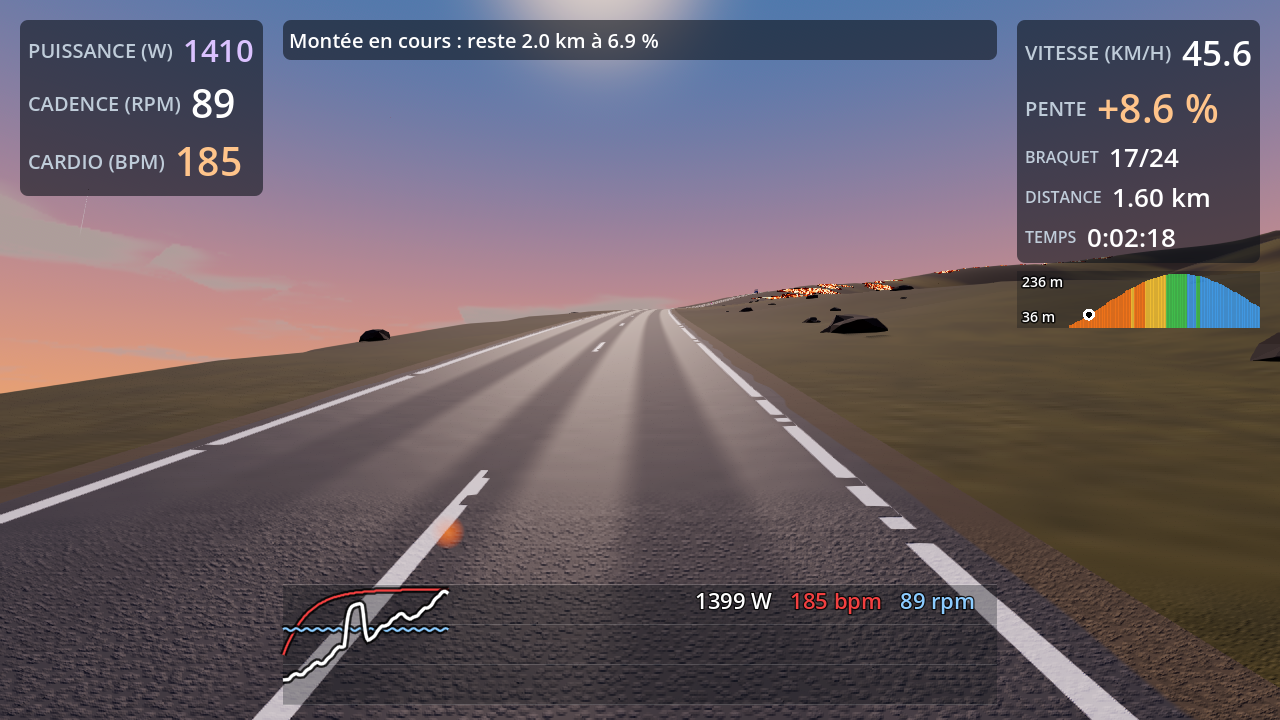 PUISSANCE (W) 1410
CADENCE (RPM) 89
CARDIO (BPM) 185
Montée en cours : reste 2.0 km à 6.9 %
VITESSE (KM/H) 45.6
PENTE +8.6 %
BRAQUET 17/24
DISTANCE 1.60 km
TEMPS 0:02:18
236 m
36 m
1399 W 185 bpm 89 rpm